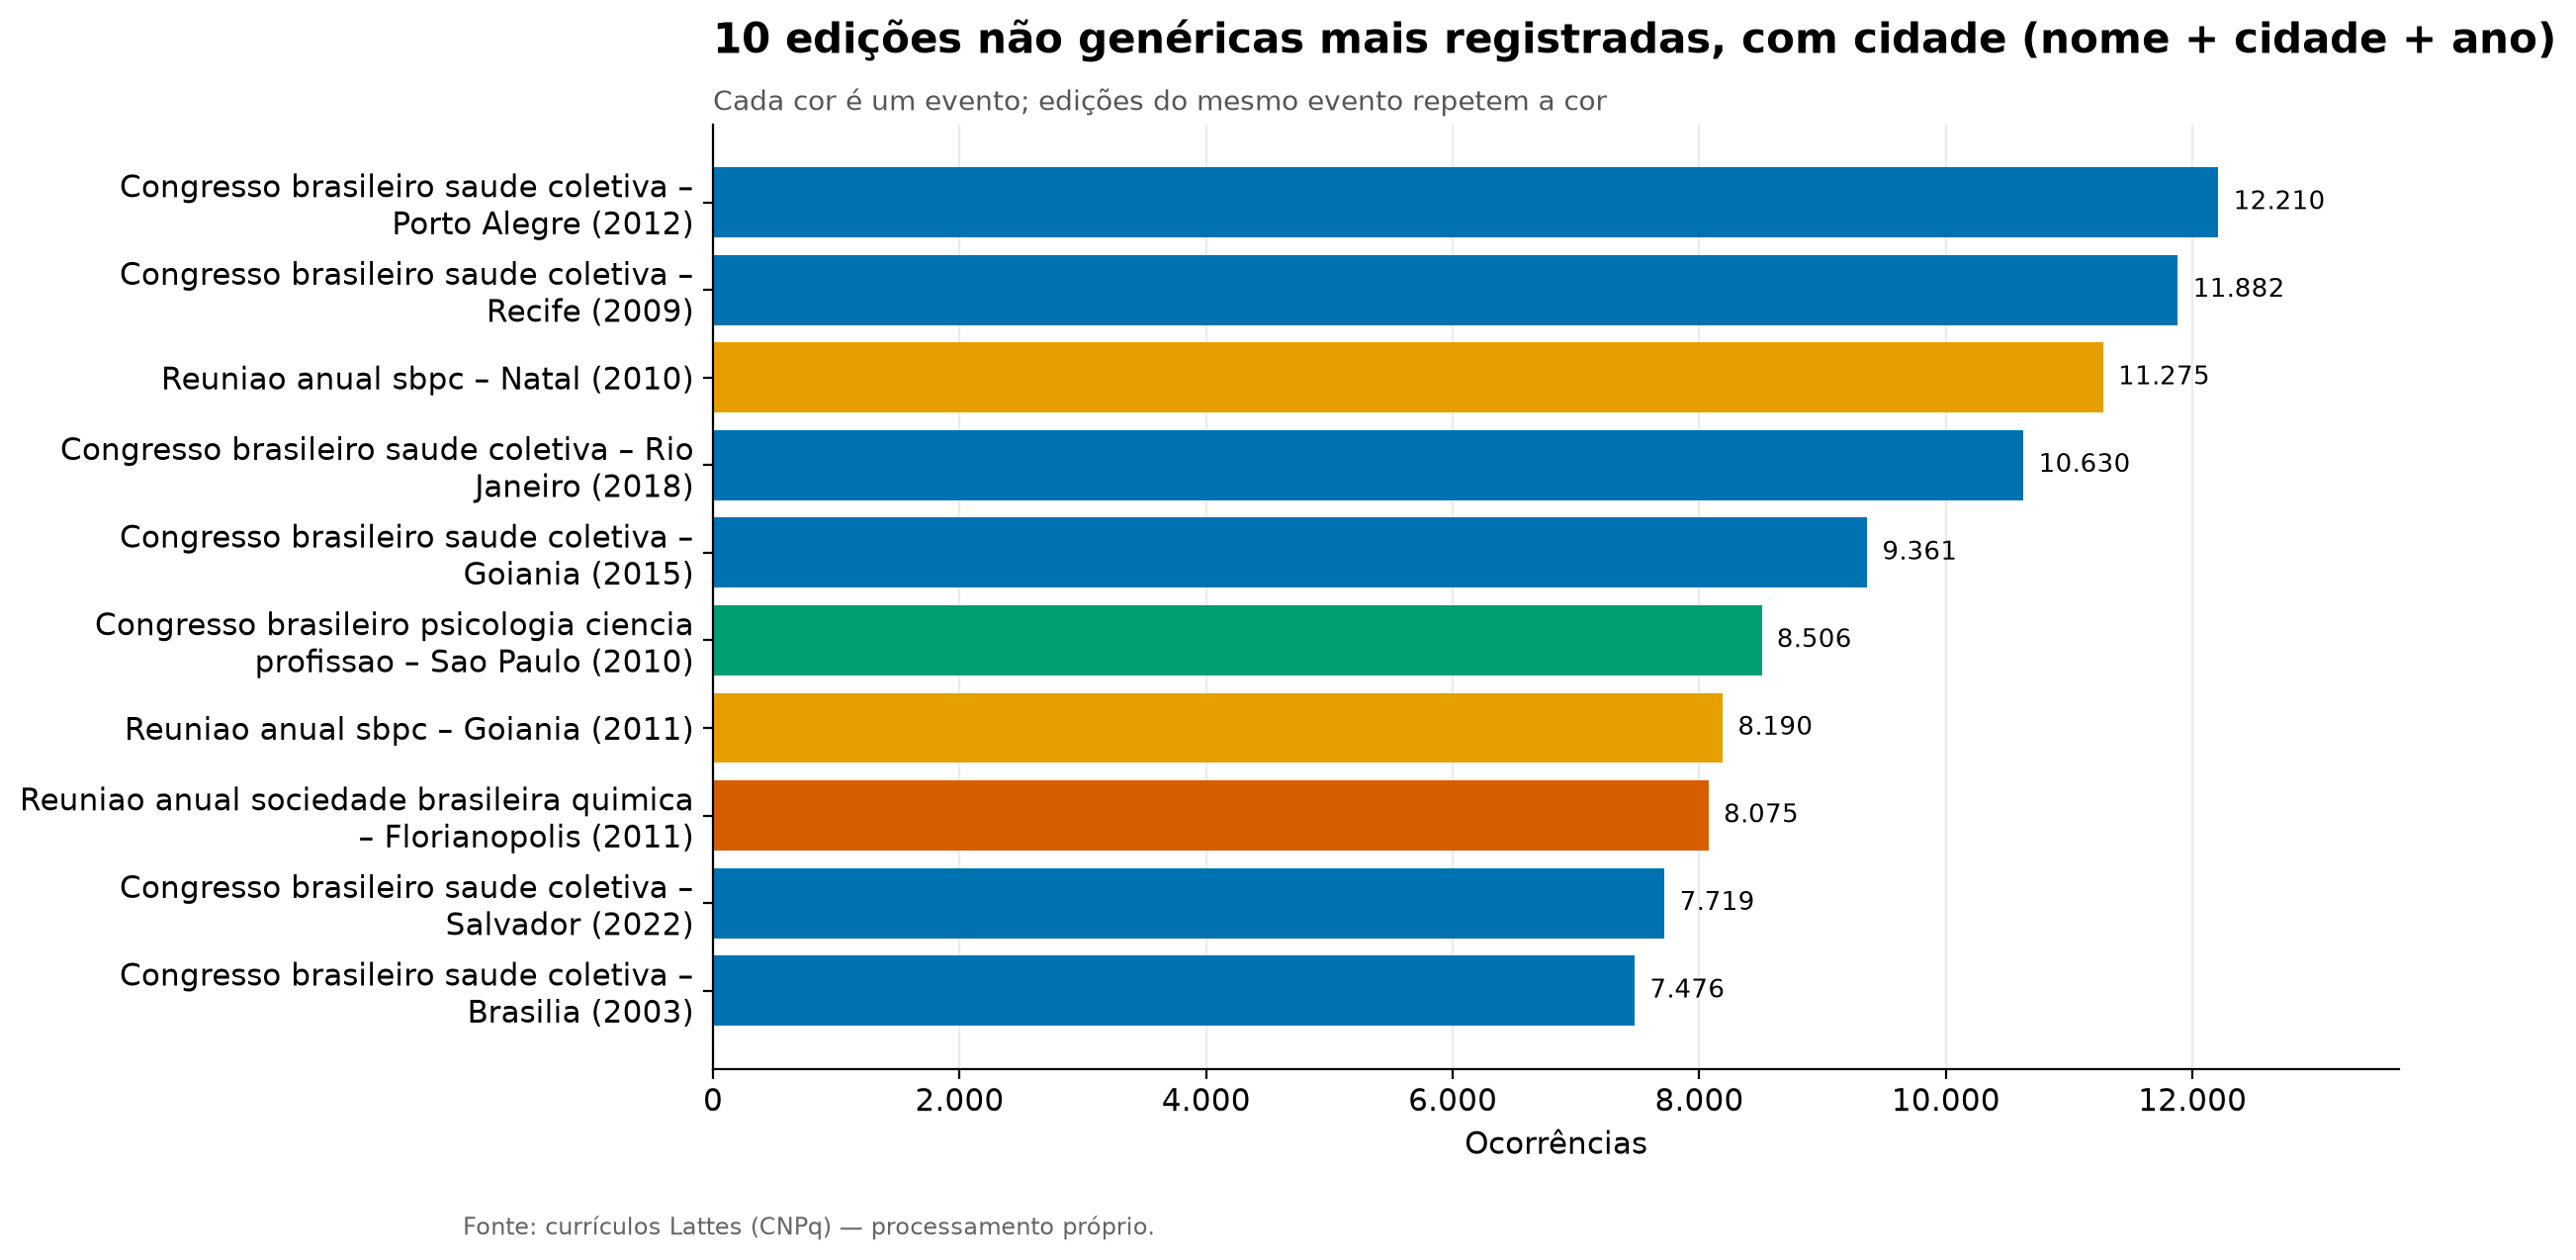 10 edições não genéricas mais registradas, com cidade (nome + cidade + ano)
Cada cor é um evento; edições do mesmo evento repetem a cor
Congresso brasileiro saude coletiva –
Porto Alegre (2012)
12.210
Congresso brasileiro saude coletiva –
Recife (2009)
11.882
Reuniao anual sbpc – Natal (2010)
11.275
Congresso brasileiro saude coletiva – Rio
Janeiro (2018)
10.630
Congresso brasileiro saude coletiva –
Goiania (2015)
9.361
Congresso brasileiro psicologia ciencia
profissao – Sao Paulo (2010)
8.506
Reuniao anual sbpc – Goiania (2011)
8.190
Reuniao anual sociedade brasileira quimica
– Florianopolis (2011)
8.075
Congresso brasileiro saude coletiva –
Salvador (2022)
7.719
Congresso brasileiro saude coletiva –
Brasilia (2003)
7.476
0 2.000 4.000 6.000 8.000 10.000 12.000
Ocorrências
Fonte: currículos Lattes (CNPq) — processamento próprio.